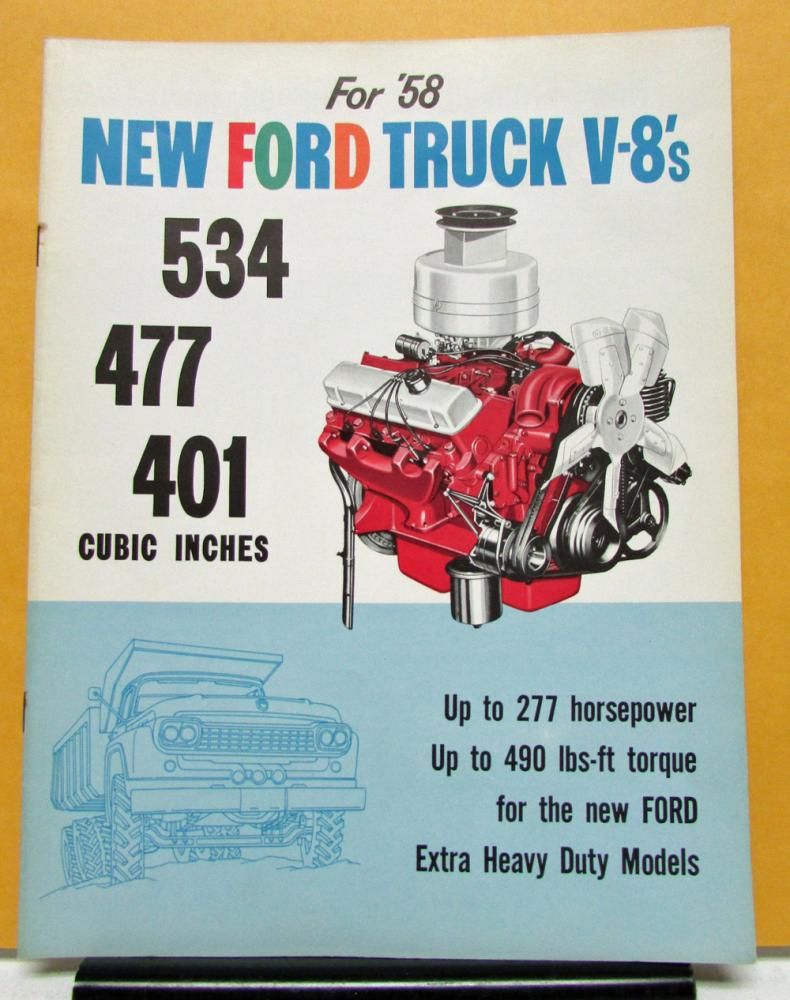 For '58
NEW FORD TRUCK V-8's
534
477
401
CUBIC INCHES
Up to 277 horsepower
Up to 490 lbs-ft torque
for the new FORD
Extra Heavy Duty Models